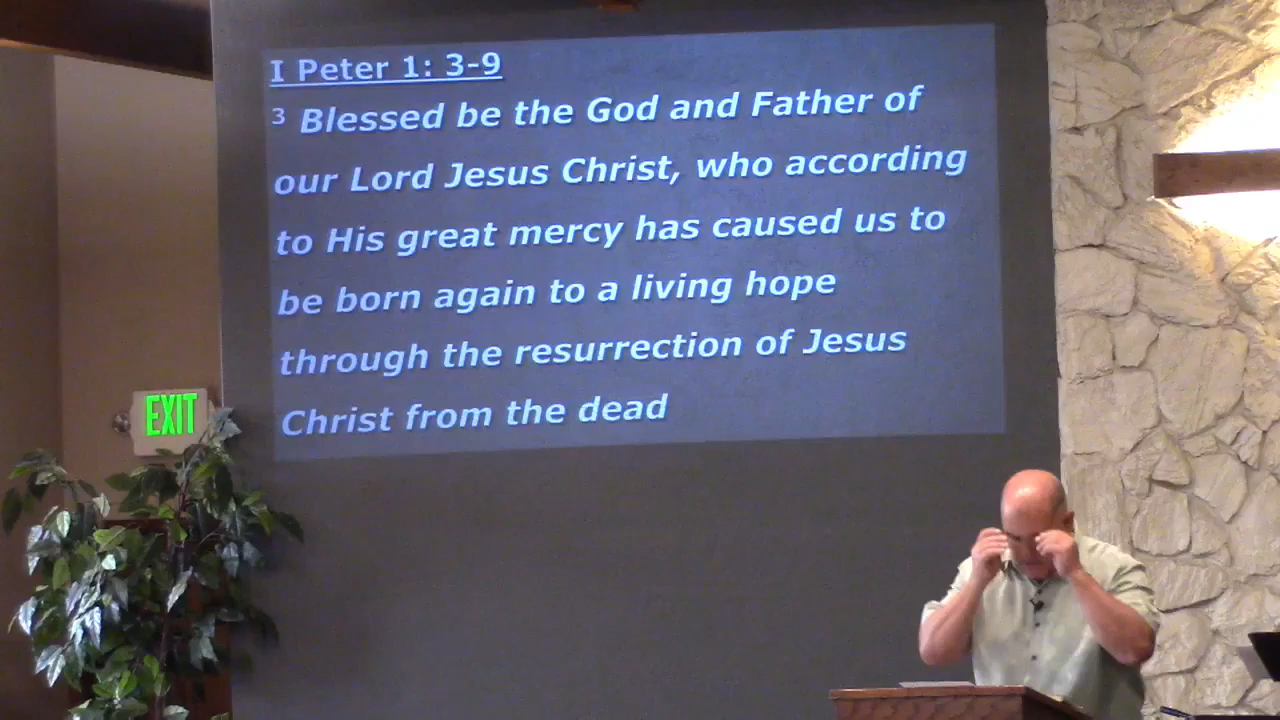 I Peter 1: 3-9
3 Blessed be the God and Father of
our Lord Jesus Christ, who according
to His great mercy has caused us to
be born again to a living hope
through the resurrection of Jesus
Christ from the dead
EXIT